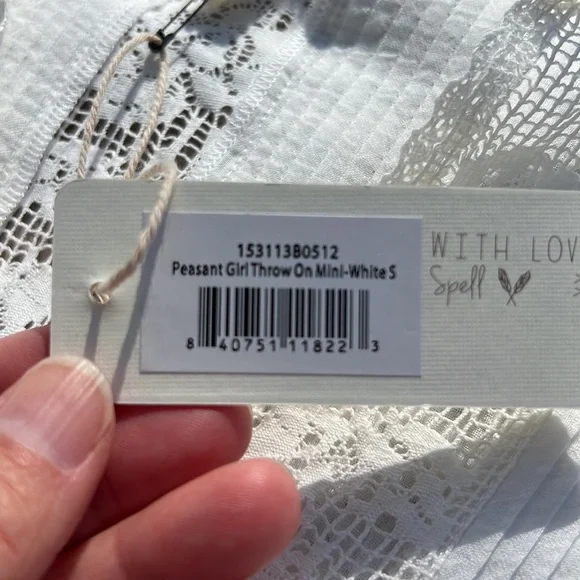 153113B0512
Peasant Girl Throw On Mini-White S
8 40751 11822 3
WITH LOV
Spell